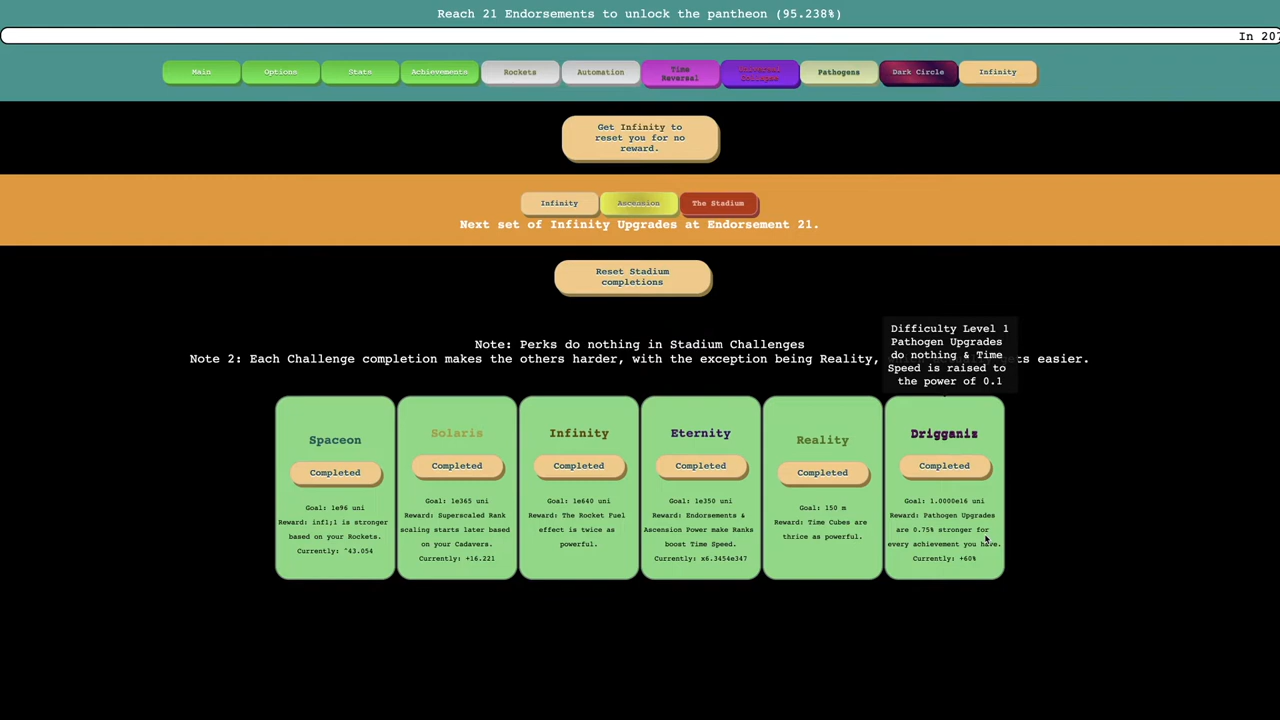 Reach 21 Endorsements to unlock the pantheon (95.238%)
In 207
Main
Options
Stats
Achievements
Rockets
Automation
Time
Reversal
Universal
Collapse
Pathogens
Dark Circle
Infinity
Get Infinity to
reset you for no
reward.
Infinity
Ascension
The Stadium
Next set of Infinity Upgrades at Endorsement 21.
Reset Stadium
completions
Difficulty Level 1
Pathogen Upgrades
do nothing & Time
Speed is raised to
the power of 0.1
Note: Perks do nothing in Stadium Challenges
Note 2: Each Challenge completion makes the others harder, with the exception being Reality, ets easier.
Spaceon
Completed
Goal: 1e96 uni
Reward: inf1;1 is stronger
based on your Rockets.
Currently: ^43.054
Solaris
Completed
Goal: 1e365 uni
Reward: Superscaled Rank
scaling starts later based
on your Cadavers.
Currently: +16.221
Infinity
Completed
Goal: 1e640 uni
Reward: The Rocket Fuel
effect is twice as
powerful.
Eternity
Completed
Goal: 1e350 uni
Reward: Endorsements &
Ascension Power make Ranks
boost Time Speed.
Currently: x6.3454e347
Reality
Completed
Goal: 150 m
Reward: Time Cubes are
thrice as powerful.
Drigganiz
Completed
Goal: 1.0000e16 uni
Reward: Pathogen Upgrades
are 0.75% stronger for
every achievement you have.
Currently: +60%